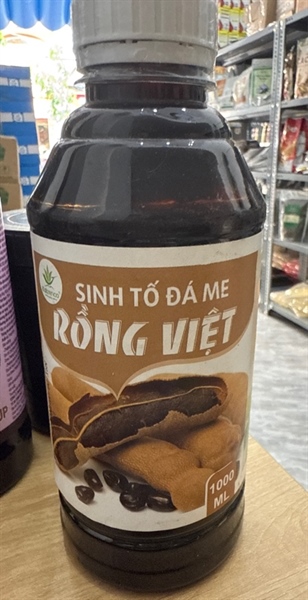 SINH TỐ ĐÁ ME
RỒNG VIỆT
1000
ML